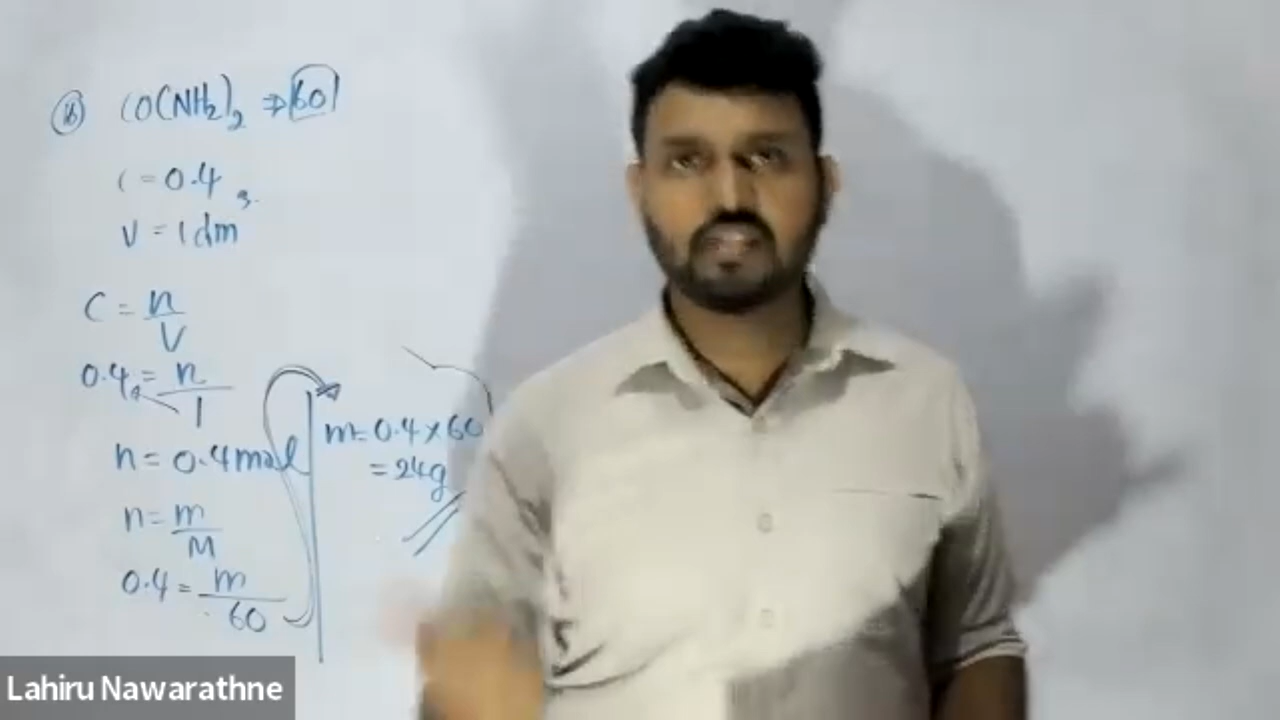 16 CO(NH2)2 ⇒ 60
C = 0.4
V = 1dm3
C = n/V
0.4 = n/1
n = 0.4 mol
n = m/M
0.4 = m/60
m = 0.4 × 60
= 24g
Lahiru Nawarathne